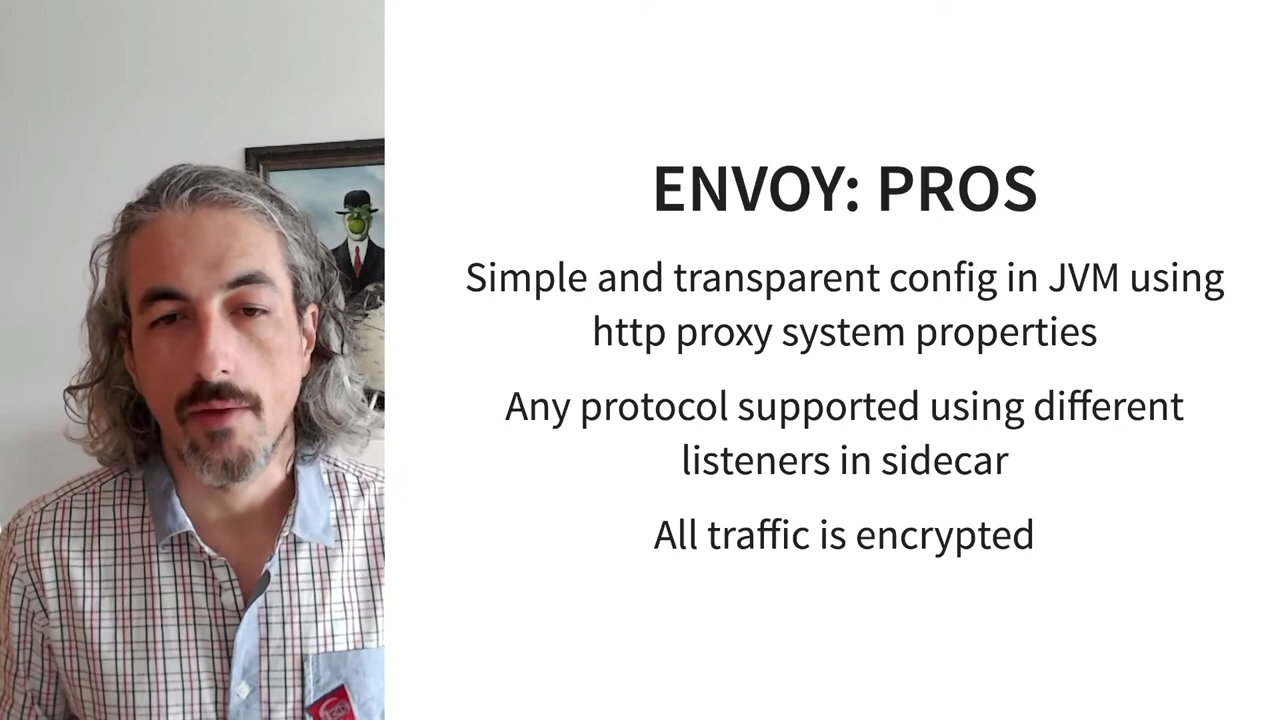 ENVOY: PROS
Simple and transparent config in JVM using
http proxy system properties
Any protocol supported using different
listeners in sidecar
All traffic is encrypted